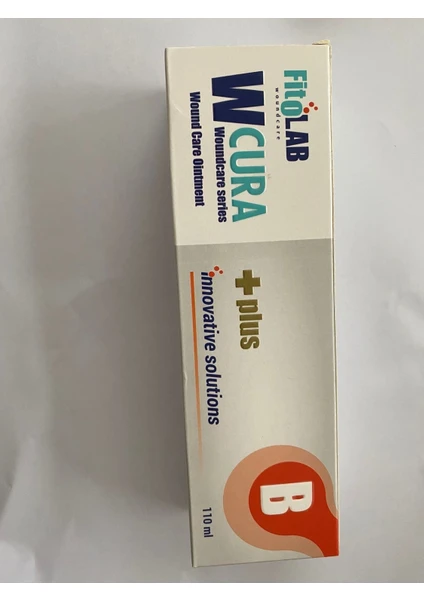 FitoLAB
woundcare
WCURA
Woundcare series
Wound Care Ointment
+plus
innovative solutions
B
110 ml